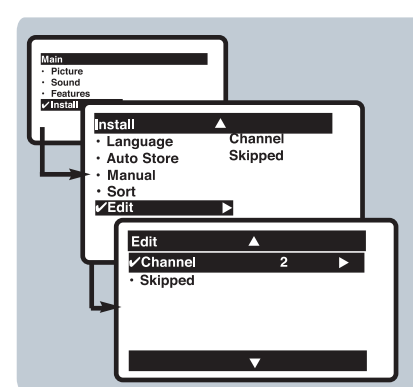 Main
· Picture
· Sound
· Features
✔Install
Install ▲
· Language Channel
· Auto Store Skipped
· Manual
· Sort
✔Edit ▶
Edit ▲
✔Channel 2 ▶
· Skipped
▼